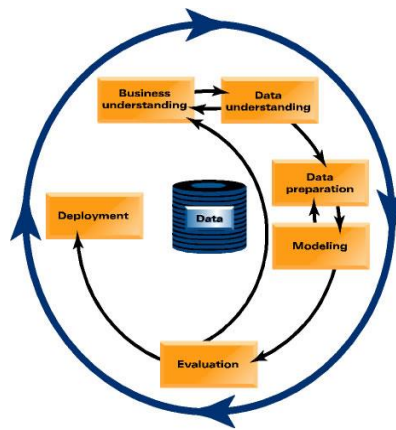 Business
understanding
Data
understanding
Data
preparation
Deployment
Data
Modeling
Evaluation